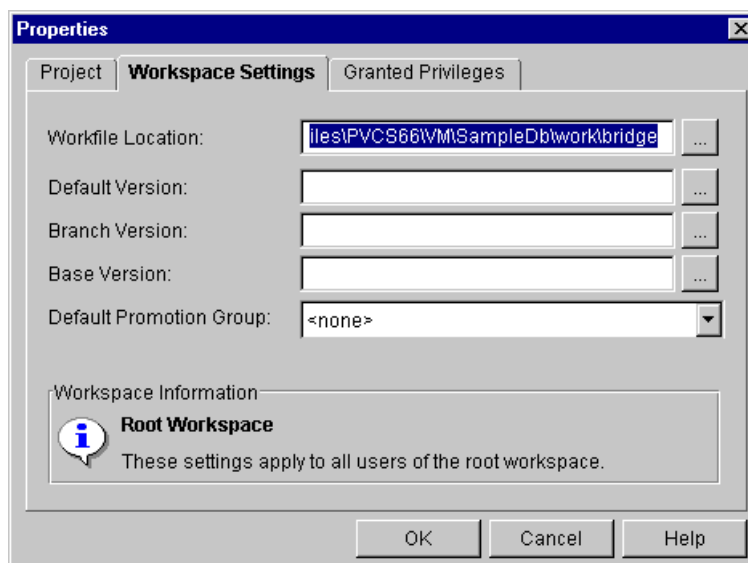 Properties
Project Workspace Settings Granted Privileges
Workfile Location: iles\PVCS66\VM\SampleDb\work\bridge ...
Default Version: ...
Branch Version: ...
Base Version: ...
Default Promotion Group: <none>
Workspace Information
Root Workspace
These settings apply to all users of the root workspace.
OK Cancel Help